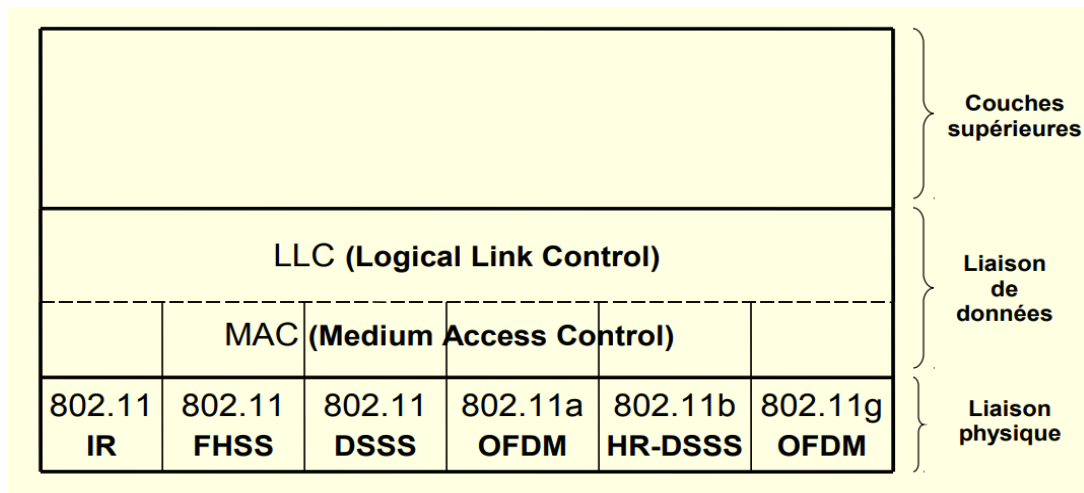 Couches
supérieures
LLC (Logical Link Control)
Liaison
de
données
MAC (Medium Access Control)
802.11 802.11 802.11 802.11a 802.11b 802.11g
IR FHSS DSSS OFDM HR-DSSS OFDM
Liaison
physique